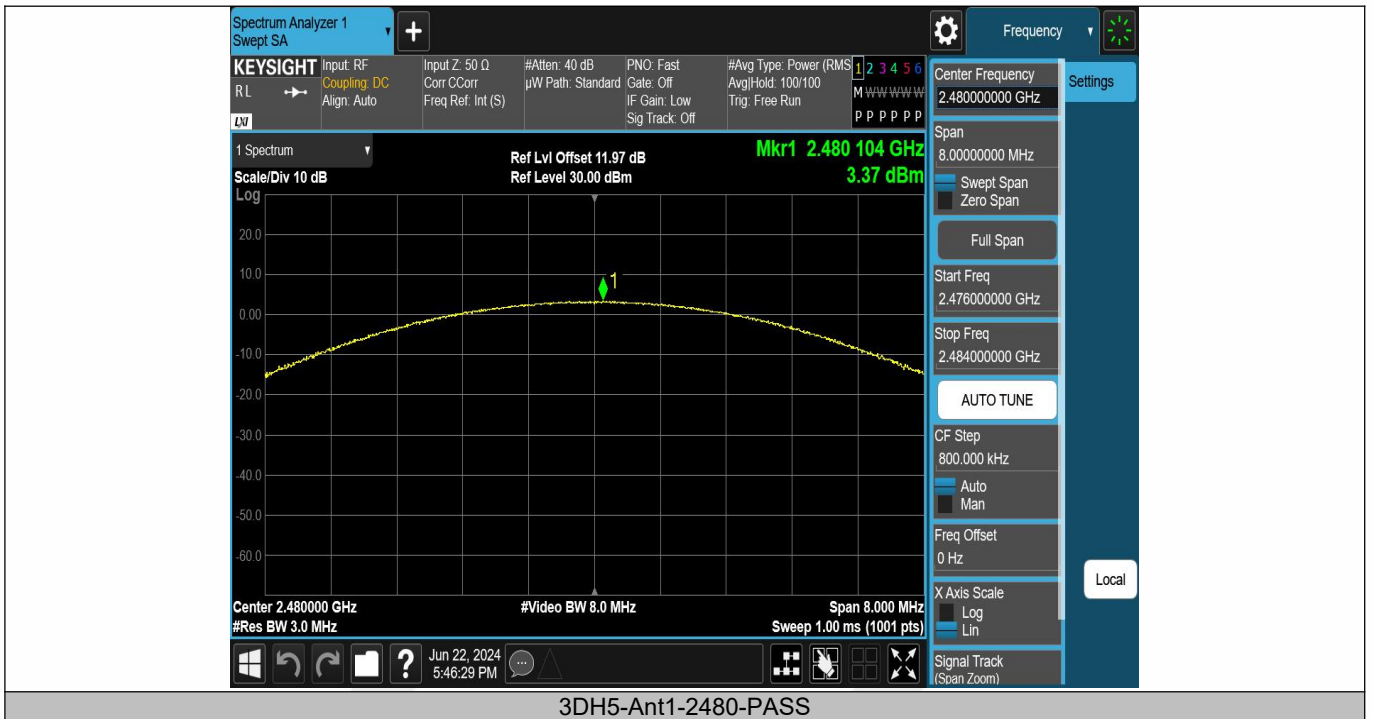 Spectrum Analyzer 1
Swept SA
Frequency
KEYSIGHT
RL
LXI
Input: RF
Coupling: DC
Align: Auto
Input Z: 50 Ω
Corr CCorr
Freq Ref: Int (S)
#Atten: 40 dB
µW Path: Standard
PNO: Fast
Gate: Off
IF Gain: Low
Sig Track: Off
#Avg Type: Power (RMS
Avg|Hold: 100/100
Trig: Free Run
1 2 3 4 5 6
M W W W W W
P P P P P P
1 Spectrum
Scale/Div 10 dB
Ref Lvl Offset 11.97 dB
Ref Level 30.00 dBm
Mkr1 2.480 104 GHz
3.37 dBm
Log
20.0
10.0
0.00
-10.0
-20.0
-30.0
-40.0
-50.0
-60.0
1
Center 2.480000 GHz
#Video BW 8.0 MHz
Span 8.000 MHz
#Res BW 3.0 MHz
Sweep 1.00 ms (1001 pts)
Center Frequency
2.480000000 GHz
Settings
Span
8.00000000 MHz
Swept Span
Zero Span
Full Span
Start Freq
2.476000000 GHz
Stop Freq
2.484000000 GHz
AUTO TUNE
CF Step
800.000 kHz
Auto
Man
Freq Offset
0 Hz
Local
X Axis Scale
Log
Lin
Signal Track
(Span Zoom)
?
Jun 22, 2024
5:46:29 PM
3DH5-Ant1-2480-PASS